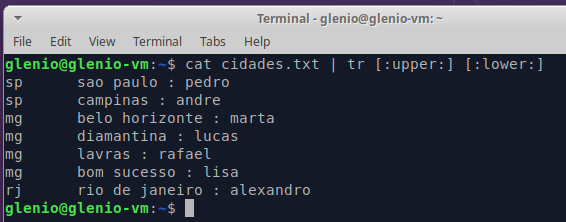 Terminal - glenio@glenio-vm: ~
File Edit View Terminal Tabs Help
glenio@glenio-vm:~$ cat cidades.txt | tr [:upper:] [:lower:]
sp      sao paulo : pedro
sp      campinas : andre
mg      belo horizonte : marta
mg      diamantina : lucas
mg      lavras : rafael
mg      bom sucesso : lisa
rj      rio de janeiro : alexandro
glenio@glenio-vm:~$